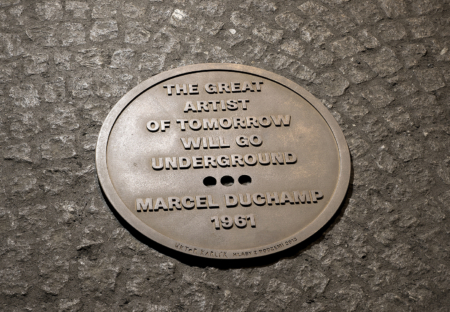 THE GREAT
ARTIST
OF TOMORROW
WILL GO
UNDERGROUND
MARCEL DUCHAMP
1961